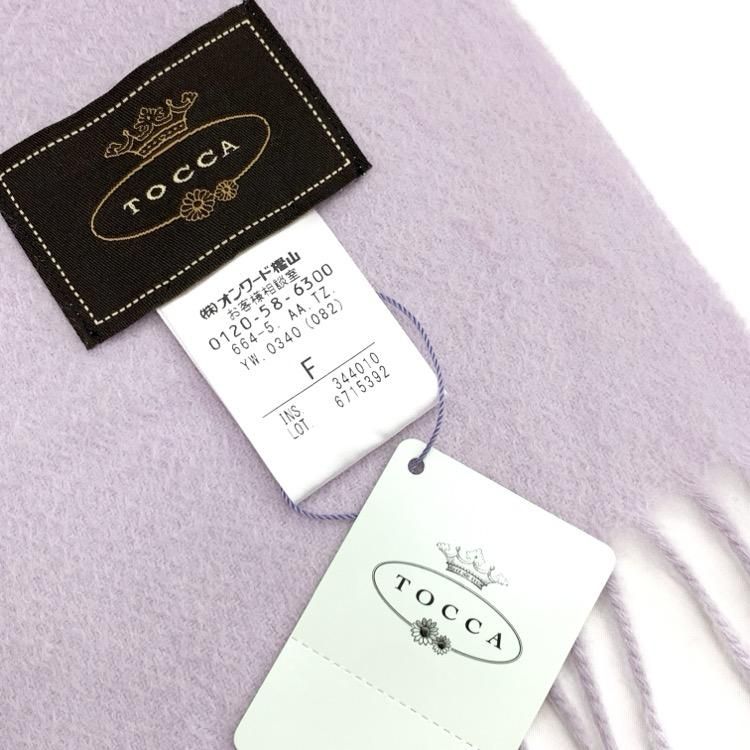 TOCCA
(株)オンワード樫山
お客様相談室
0120-58-6300
664-5. AA. TZ.
YW. 0340 (082)
F
INS. 344010
LOT. 6715392
TOCCA